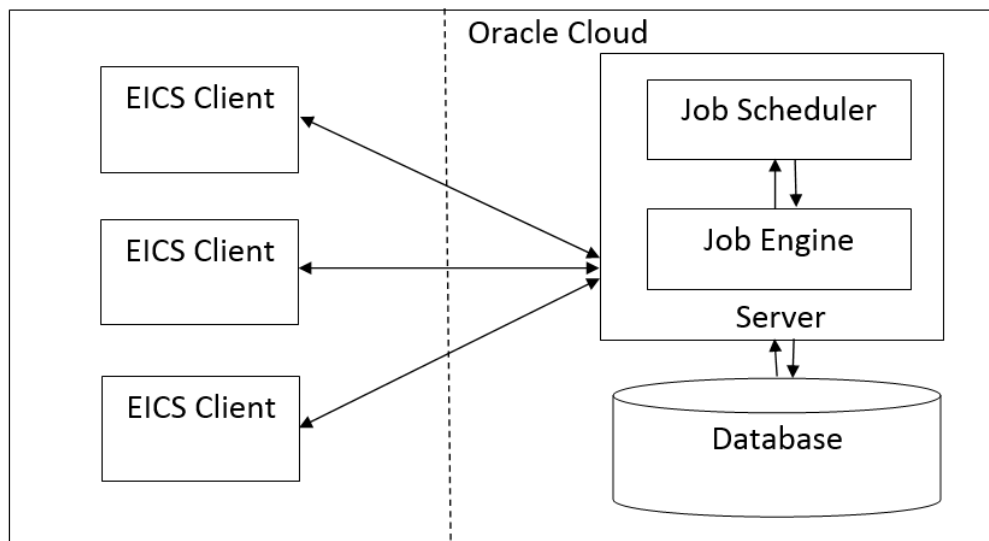 Oracle Cloud
EICS Client
EICS Client
EICS Client
Job Scheduler
Job Engine
Server
Database